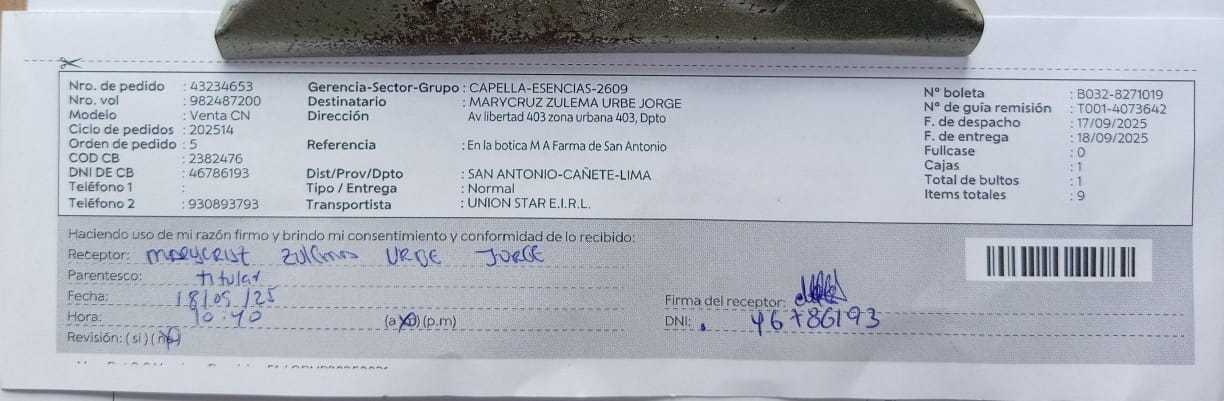 Nro. de pedido : 43234653
Nro. vol : 982487200
Modelo : Venta CN
Ciclo de pedidos : 202514
Orden de pedido : 5
COD CB : 2382476
DNI DE CB : 46786193
Teléfono 1 :
Teléfono 2 : 930893793
Gerencia-Sector-Grupo : CAPELLA-ESENCIAS-2609
Destinatario : MARYCRUZ ZULEMA URBE JORGE
Dirección : Av libertad 403 zona urbana 403, Dpto
Referencia : En la botica M A Farma de San Antonio
Dist/Prov/Dpto : SAN ANTONIO-CAÑETE-LIMA
Tipo / Entrega : Normal
Transportista : UNION STAR E.I.R.L.
N° boleta : B032-8271019
N° de guía remisión : T001-4073642
F. de despacho : 17/09/2025
F. de entrega : 18/09/2025
Fullcase : 0
Cajas : 1
Total de bultos : 1
Items totales : 9
Haciendo uso de mi razón firmo y brindo mi consentimiento y conformidad de lo recibido:
Receptor: URBE JORGE
Parentesco: titular
Fecha: 18/09/25
Hora: 10:40 (a.m) (p.m)
Revisión: (si) (no)
Firma del receptor:
DNI: 46786193